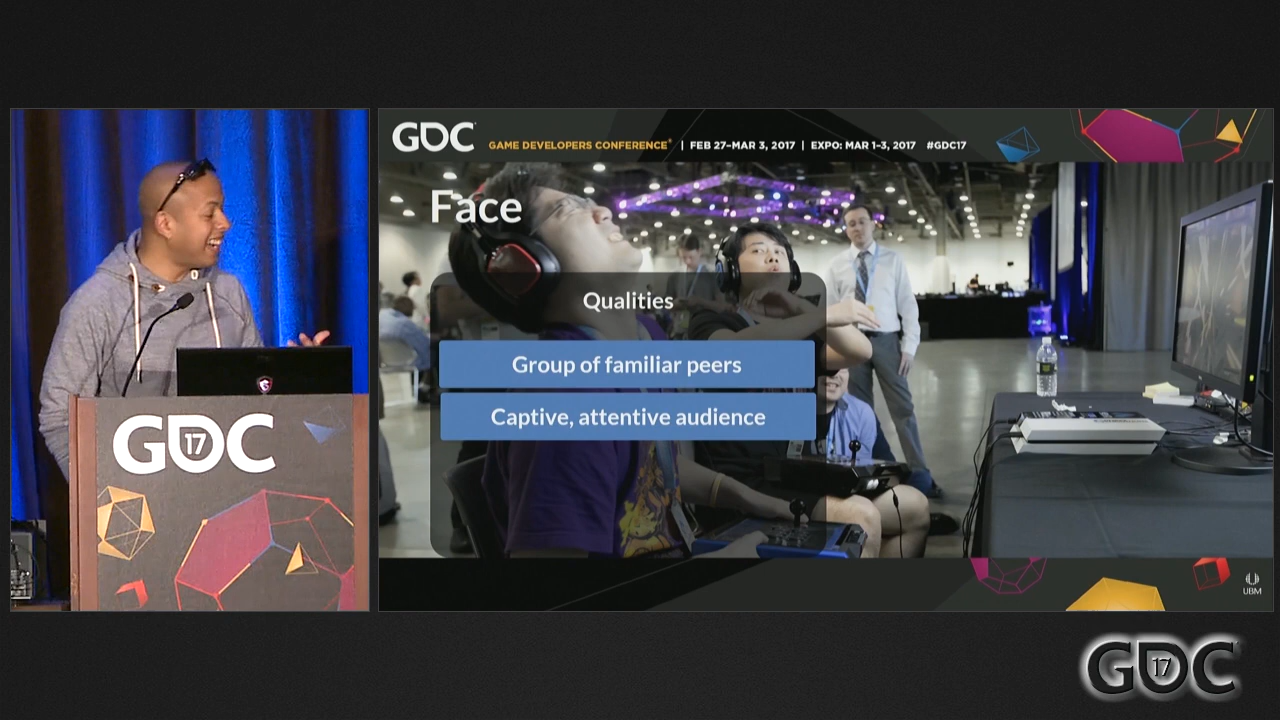 GDC
GAME DEVELOPERS CONFERENCE® | FEB 27–MAR 3, 2017 | EXPO: MAR 1–3, 2017 #GDC17
Face
Qualities
Group of familiar peers
Captive, attentive audience
GDC
17
UBM
GDC
17